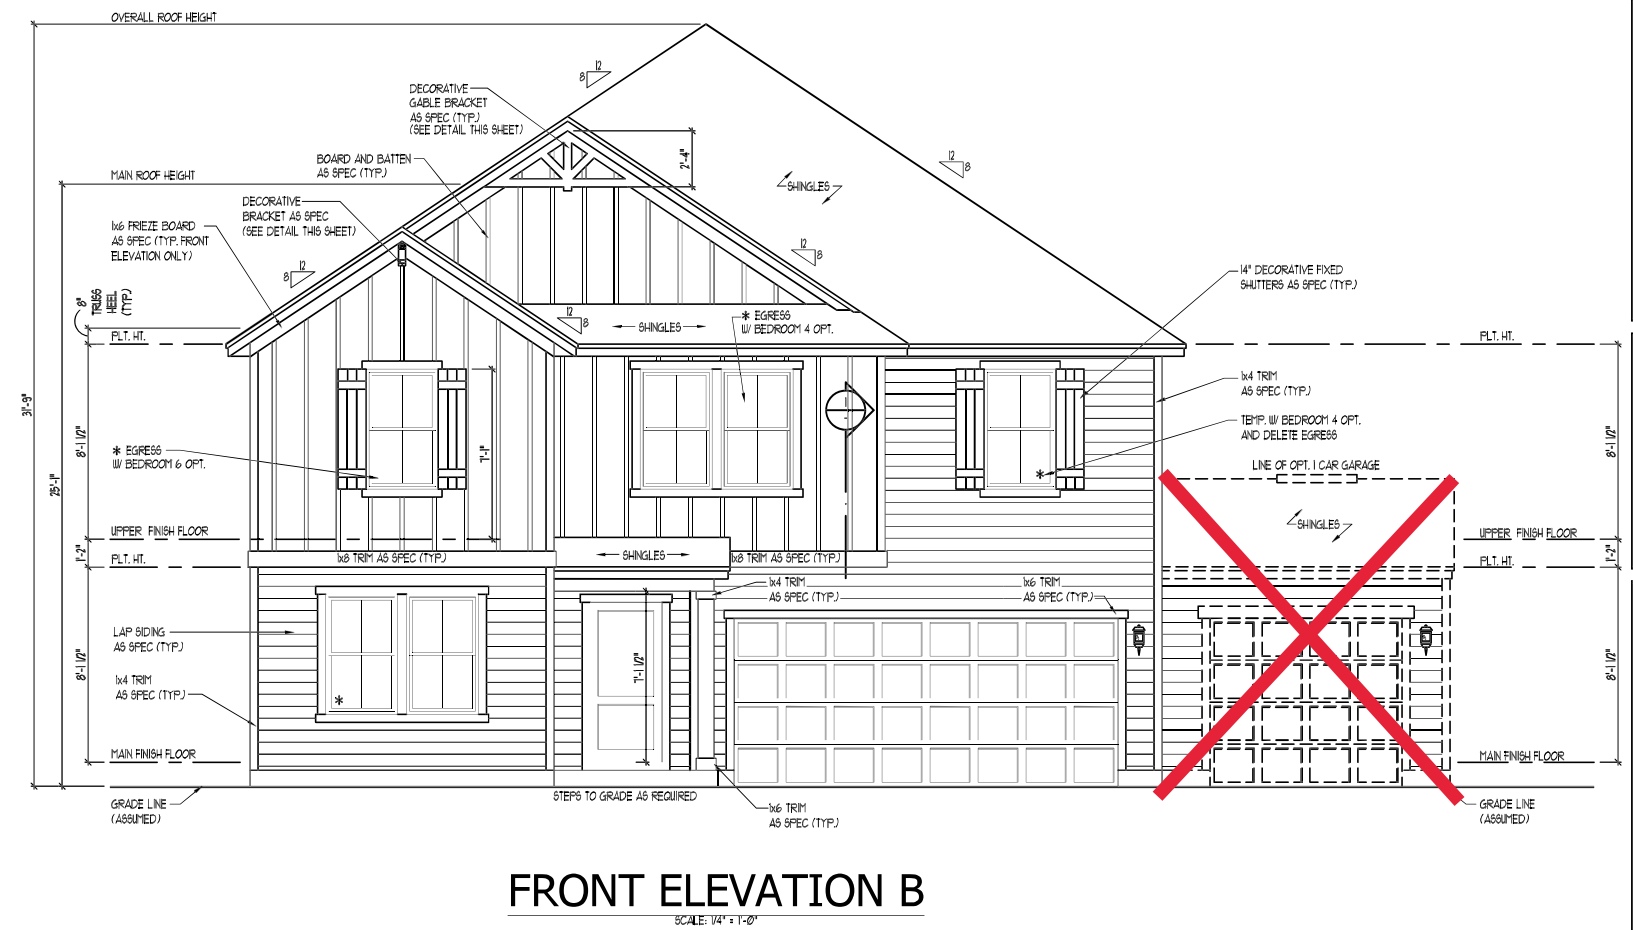 OVERALL ROOF HEIGHT
12
8
DECORATIVE
GABLE BRACKET
AS SPEC (TYP.)
(SEE DETAIL THIS SHEET)
2'-4"
BOARD AND BATTEN
AS SPEC (TYP.)
12
8
MAIN ROOF HEIGHT
SHINGLES
DECORATIVE
BRACKET AS SPEC
(SEE DETAIL THIS SHEET)
1x6 FRIEZE BOARD
AS SPEC (TYP. FRONT
ELEVATION ONLY)
12
8
12
8
14" DECORATIVE FIXED
SHUTTERS AS SPEC (TYP.)
8"
TRUSS
HEEL
(TYP.)
12
8
SHINGLES
* EGRESS
W/ BEDROOM 4 OPT.
PLT. HT.
PLT. HT.
1x4 TRIM
AS SPEC (TYP.)
31'-9"
TEMP. W/ BEDROOM 4 OPT.
AND DELETE EGRESS
8'-1 1/2"
8'-1 1/2"
* EGRESS
W/ BEDROOM 6 OPT.
7'-1"
*
LINE OF OPT. 1 CAR GARAGE
25'-1"
SHINGLES
UPPER FINISH FLOOR
UPPER FINISH FLOOR
1'-2"
PLT. HT.
1x8 TRIM AS SPEC (TYP.)
SHINGLES
1x8 TRIM AS SPEC (TYP.)
PLT. HT.
1'-2"
1x4 TRIM
AS SPEC (TYP.)
1x6 TRIM
AS SPEC (TYP.)
LAP SIDING
AS SPEC (TYP.)
8'-1 1/2"
7'-1 1/2"
8'-1 1/2"
1x4 TRIM
AS SPEC (TYP.)
*
MAIN FINISH FLOOR
MAIN FINISH FLOOR
GRADE LINE
(ASSUMED)
STEPS TO GRADE AS REQUIRED
1x6 TRIM
AS SPEC (TYP.)
GRADE LINE
(ASSUMED)
FRONT ELEVATION B
SCALE: 1/4" = 1'-0"